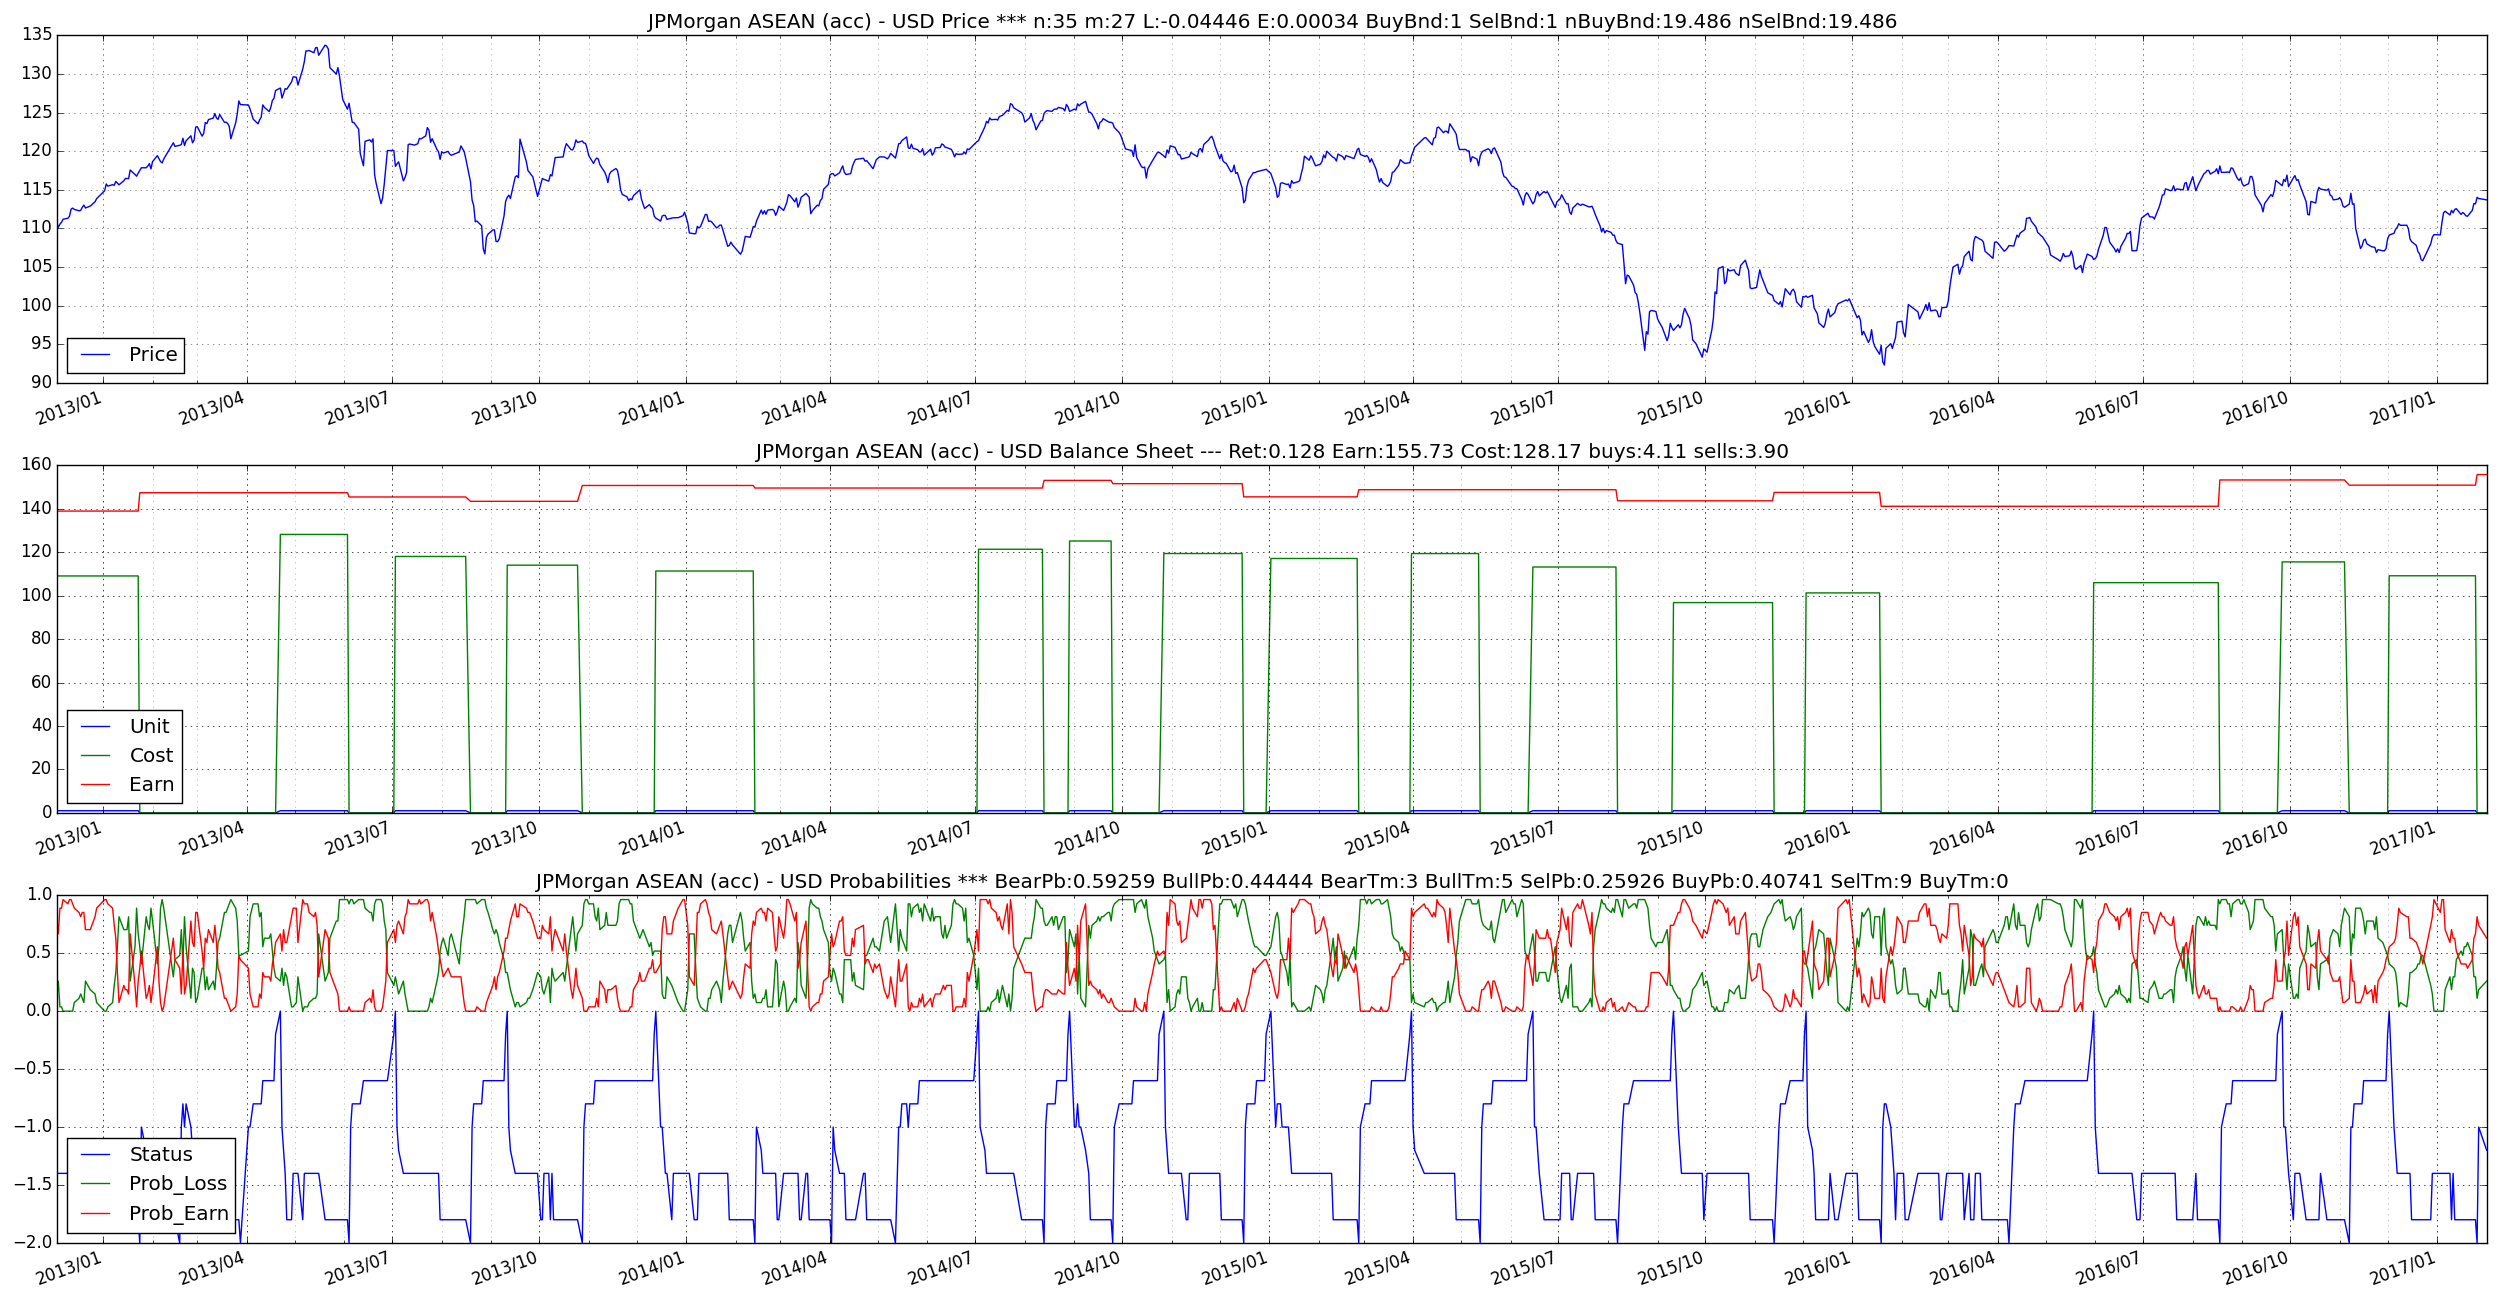 JPMorgan ASEAN (acc) - USD Price *** n:35 m:27 L:-0.04446 E:0.00034 BuyBnd:1 SelBnd:1 nBuyBnd:19.486 nSelBnd:19.486
135
130
125
120
115
110
105
100
95
90
Price
2013/01 2013/04 2013/07 2013/10 2014/01 2014/04 2014/07 2014/10 2015/01 2015/04 2015/07 2015/10 2016/01 2016/04 2016/07 2016/10 2017/01
JPMorgan ASEAN (acc) - USD Balance Sheet --- Ret:0.128 Earn:155.73 Cost:128.17 buys:4.11 sells:3.90
160
140
120
100
80
60
40
20
0
Unit
Cost
Earn
2013/01 2013/04 2013/07 2013/10 2014/01 2014/04 2014/07 2014/10 2015/01 2015/04 2015/07 2015/10 2016/01 2016/04 2016/07 2016/10 2017/01
JPMorgan ASEAN (acc) - USD Probabilities *** BearPb:0.59259 BullPb:0.44444 BearTm:3 BullTm:5 SelPb:0.25926 BuyPb:0.40741 SelTm:9 BuyTm:0
1.0
0.5
0.0
−0.5
−1.0
−1.5
−2.0
Status
Prob_Loss
Prob_Earn
2013/01 2013/04 2013/07 2013/10 2014/01 2014/04 2014/07 2014/10 2015/01 2015/04 2015/07 2015/10 2016/01 2016/04 2016/07 2016/10 2017/01